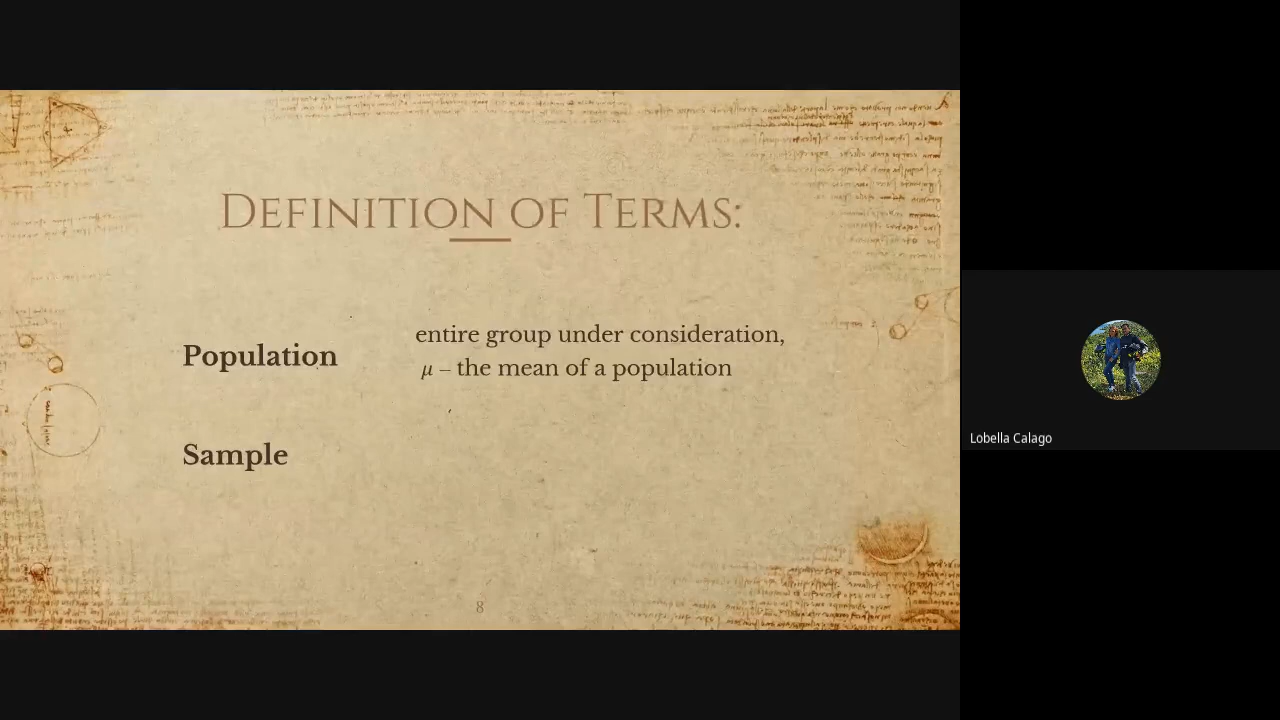 DEFINITION OF TERMS:
Population
entire group under consideration,
μ – the mean of a population
Sample
8
Lobella Calago